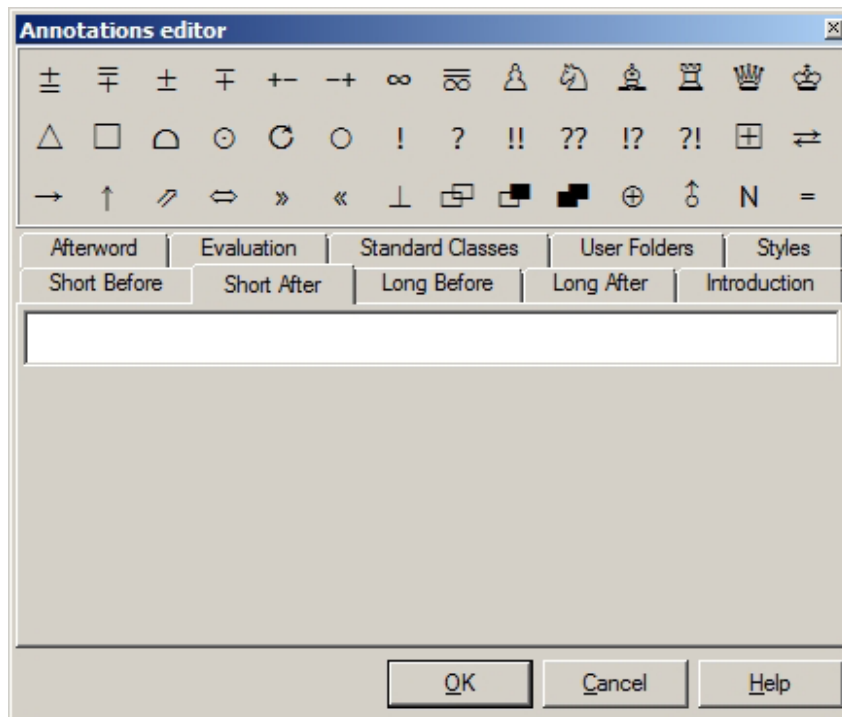 Annotations editor
⩲ ⩱ ± ∓ +− −+ ∞ ⯹ ♙ ♘ ♗ ♖ ♕ ♔
△ □ ⌓ ⊙ ↻ ○ ! ? !! ?? !? ?! ⊞ ⇄
→ ↑ ⇗ ⇔ » « ⊥ ⊕ ⚨ N =
Afterword Evaluation Standard Classes User Folders Styles
Short Before Short After Long Before Long After Introduction
OK Cancel Help